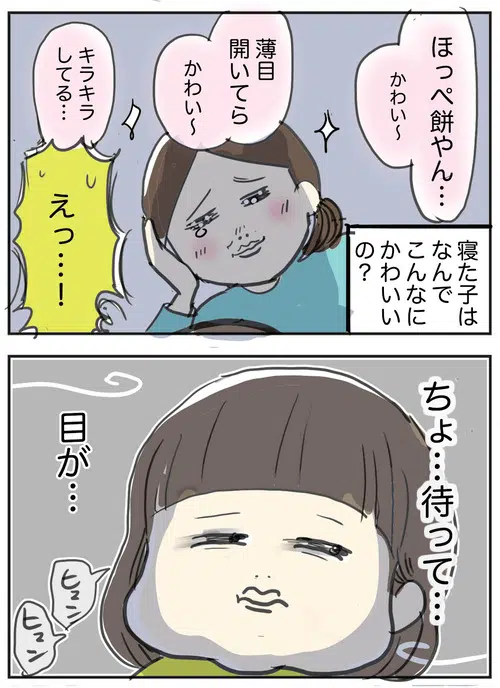 ほっぺ餅やん…
かわい〜
薄目
開いてら
かわい〜
キラキラ
してる…
えっ…!
寝た子は
なんで
こんなに
かわいい
の?
ちょ…待って…
目が…
ヒュン
ヒュン